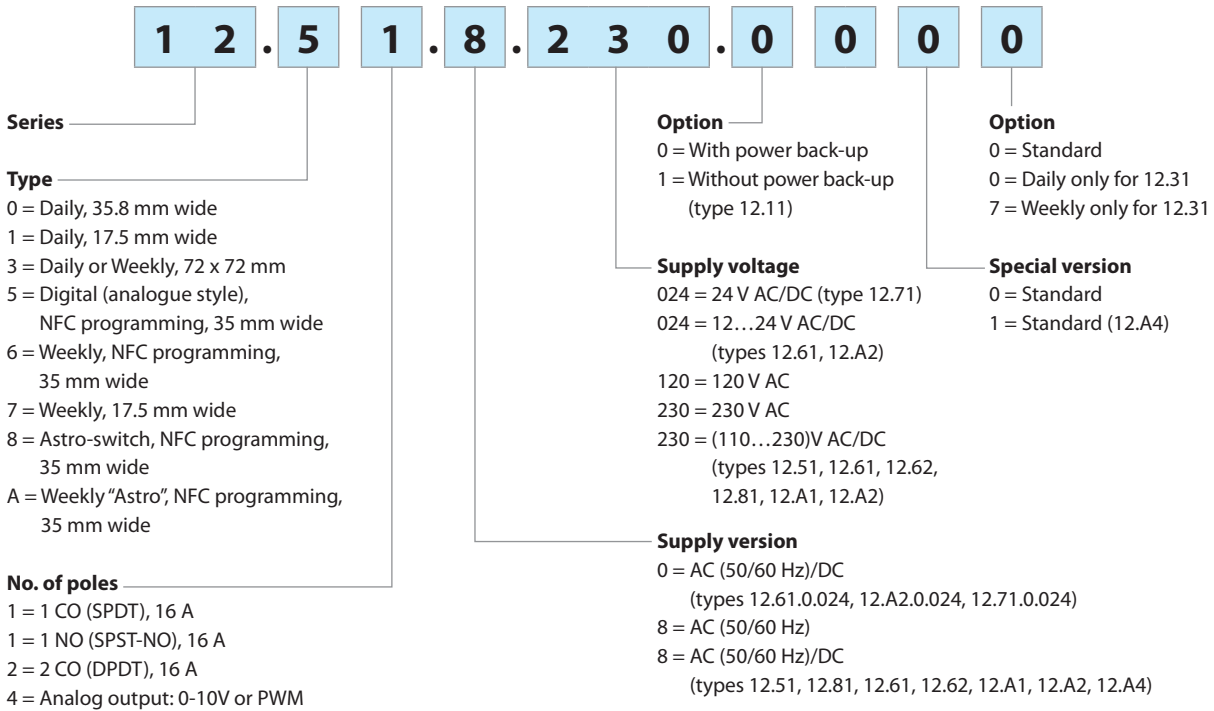 1 2 . 5 1 . 8 . 2 3 0 . 0 0 0 0
Series
Type
0 = Daily, 35.8 mm wide
1 = Daily, 17.5 mm wide
3 = Daily or Weekly, 72 x 72 mm
5 = Digital (analogue style),
NFC programming, 35 mm wide
6 = Weekly, NFC programming,
35 mm wide
7 = Weekly, 17.5 mm wide
8 = Astro-switch, NFC programming,
35 mm wide
A = Weekly “Astro”, NFC programming,
35 mm wide
No. of poles
1 = 1 CO (SPDT), 16 A
1 = 1 NO (SPST-NO), 16 A
2 = 2 CO (DPDT), 16 A
4 = Analog output: 0-10V or PWM
Option
0 = With power back-up
1 = Without power back-up
(type 12.11)
Supply voltage
024 = 24 V AC/DC (type 12.71)
024 = 12…24 V AC/DC
(types 12.61, 12.A2)
120 = 120 V AC
230 = 230 V AC
230 = (110…230)V AC/DC
(types 12.51, 12.61, 12.62,
12.81, 12.A1, 12.A2)
Supply version
0 = AC (50/60 Hz)/DC
(types 12.61.0.024, 12.A2.0.024, 12.71.0.024)
8 = AC (50/60 Hz)
8 = AC (50/60 Hz)/DC
(types 12.51, 12.81, 12.61, 12.62, 12.A1, 12.A2, 12.A4)
Option
0 = Standard
0 = Daily only for 12.31
7 = Weekly only for 12.31
Special version
0 = Standard
1 = Standard (12.A4)